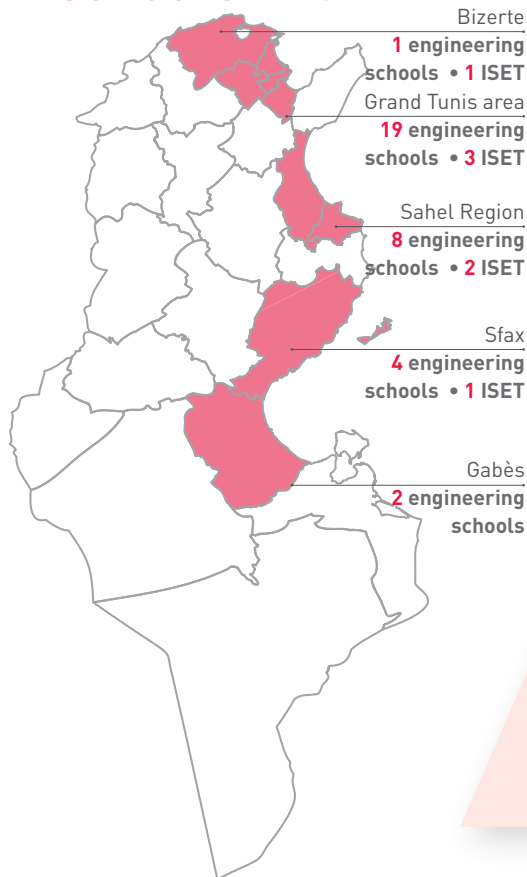 Bizerte
1 engineering
schools • 1 ISET
Grand Tunis area
19 engineering
schools • 3 ISET
Sahel Region
8 engineering
schools • 2 ISET
Sfax
4 engineering
schools • 1 ISET
Gabès
2 engineering
schools